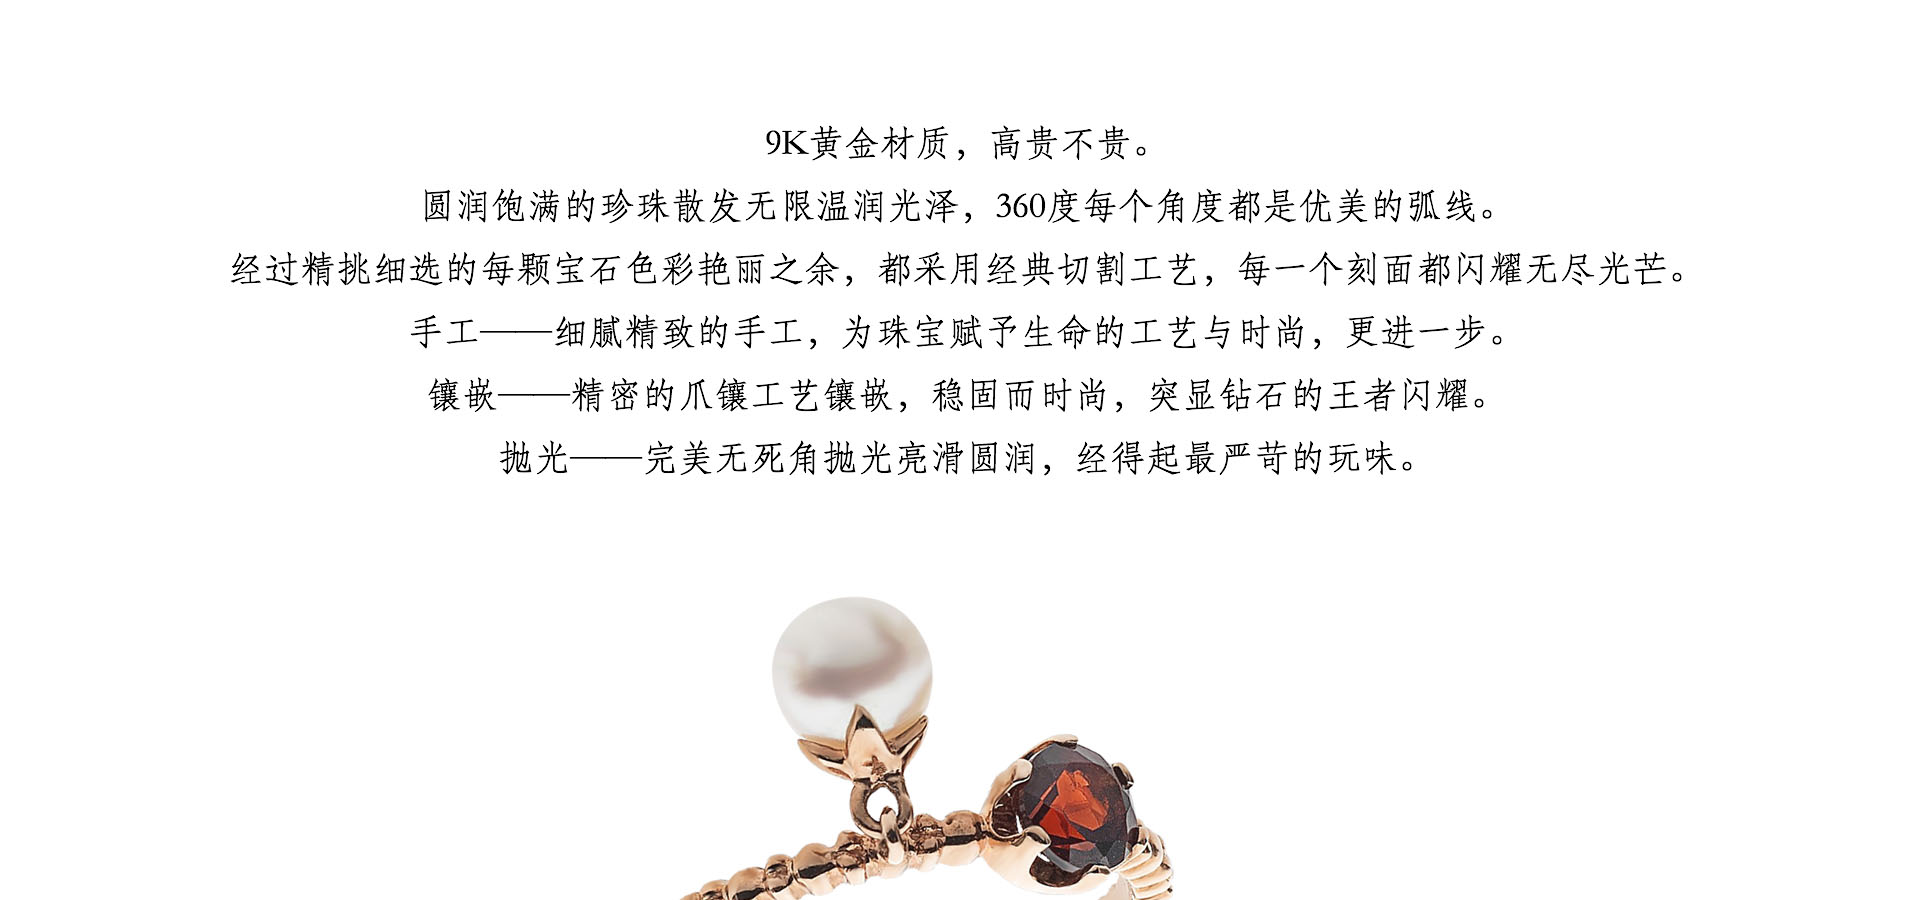 9K黄金材质，高贵不贵。
圆润饱满的珍珠散发无限温润光泽，360度每个角度都是优美的弧线。
经过精挑细选的每颗宝石色彩艳丽之余，都采用经典切割工艺，每一个刻面都闪耀无尽光芒。
手工——细腻精致的手工，为珠宝赋予生命的工艺与时尚，更进一步。
镶嵌——精密的爪镶工艺镶嵌，稳固而时尚，突显钻石的王者闪耀。
抛光——完美无死角抛光亮滑圆润，经得起最严苛的玩味。